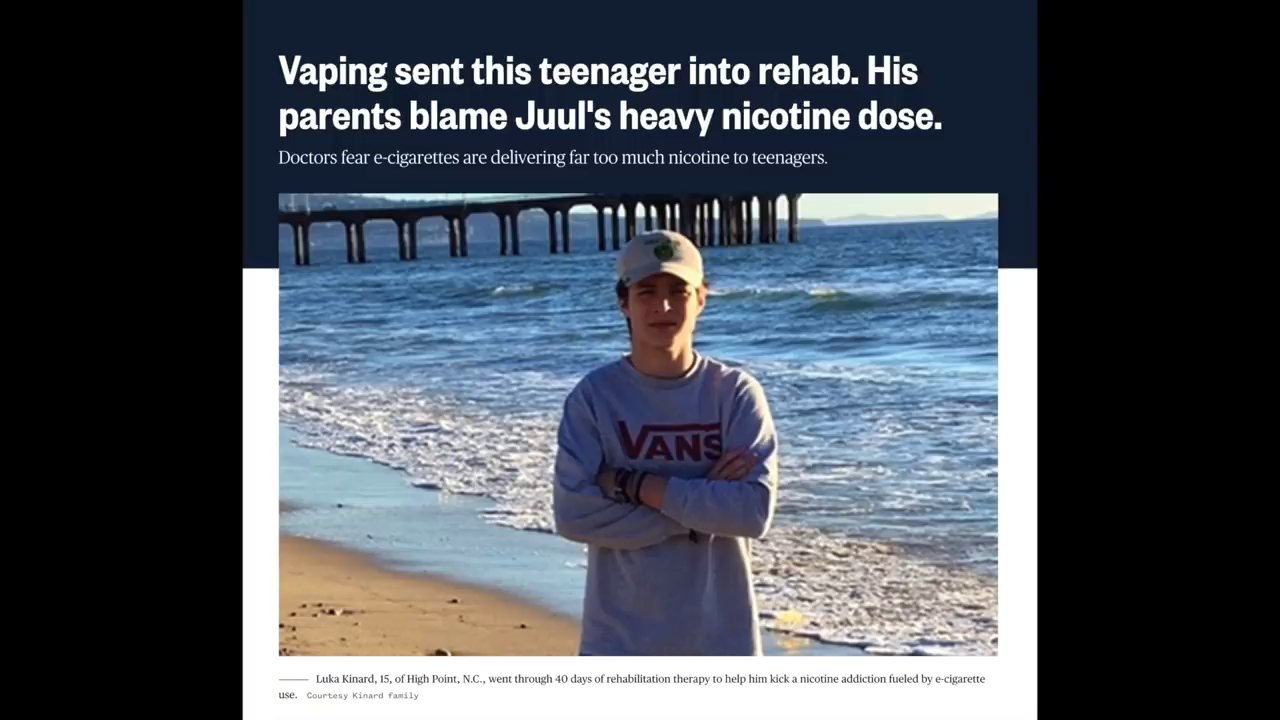 Vaping sent this teenager into rehab. His
parents blame Juul's heavy nicotine dose.
Doctors fear e-cigarettes are delivering far too much nicotine to teenagers.
VANS
Luka Kinard, 15, of High Point, N.C., went through 40 days of rehabilitation therapy to help him kick a nicotine addiction fueled by e-cigarette
use. Courtesy Kinard family